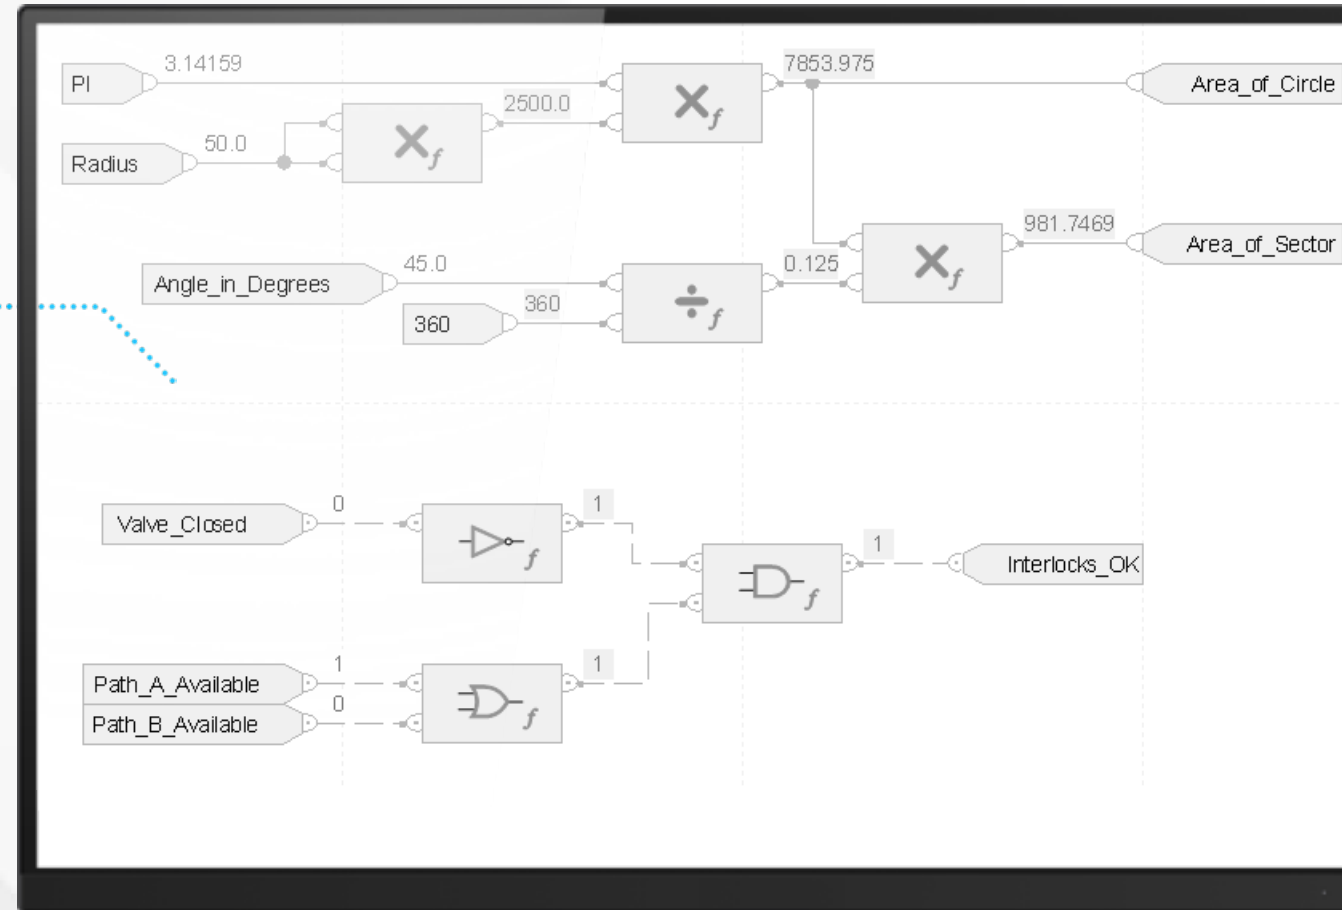 PI
3.14159
7853.975
Area_of_Circle
2500.0
f
Radius
50.0
f
981.7469
Area_of_Sector
Angle_in_Degrees
45.0
0.125
f
360
360
f
Valve_Closed
0
1
f
1
Interlocks_OK
f
Path_A_Available
1
1
Path_B_Available
0
f